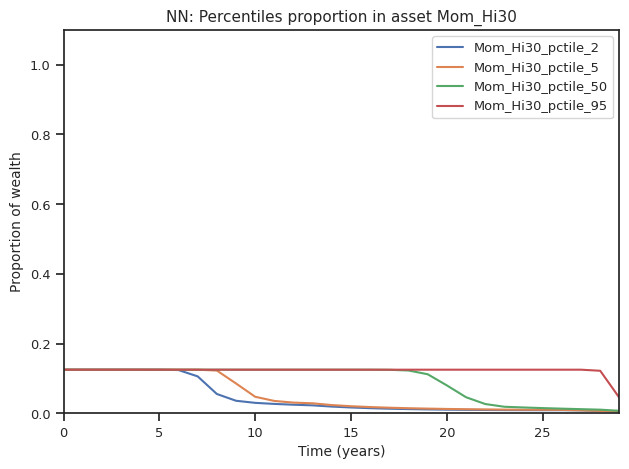 NN: Percentiles proportion in asset Mom_Hi30
Mom_Hi30_pctile_2
Mom_Hi30_pctile_5
Mom_Hi30_pctile_50
Mom_Hi30_pctile_95
Proportion of wealth
1.0
0.8
0.6
0.4
0.2
0.0
0 5 10 15 20 25
Time (years)